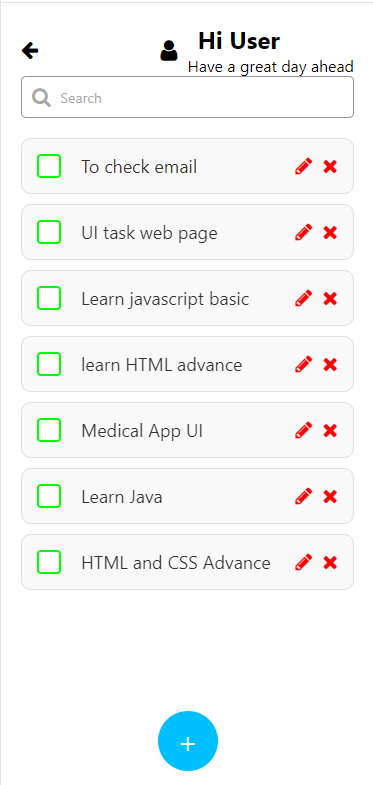 Hi User
Have a great day ahead
Search
To check email
UI task web page
Learn javascript basic
learn HTML advance
Medical App UI
Learn Java
HTML and CSS Advance
+